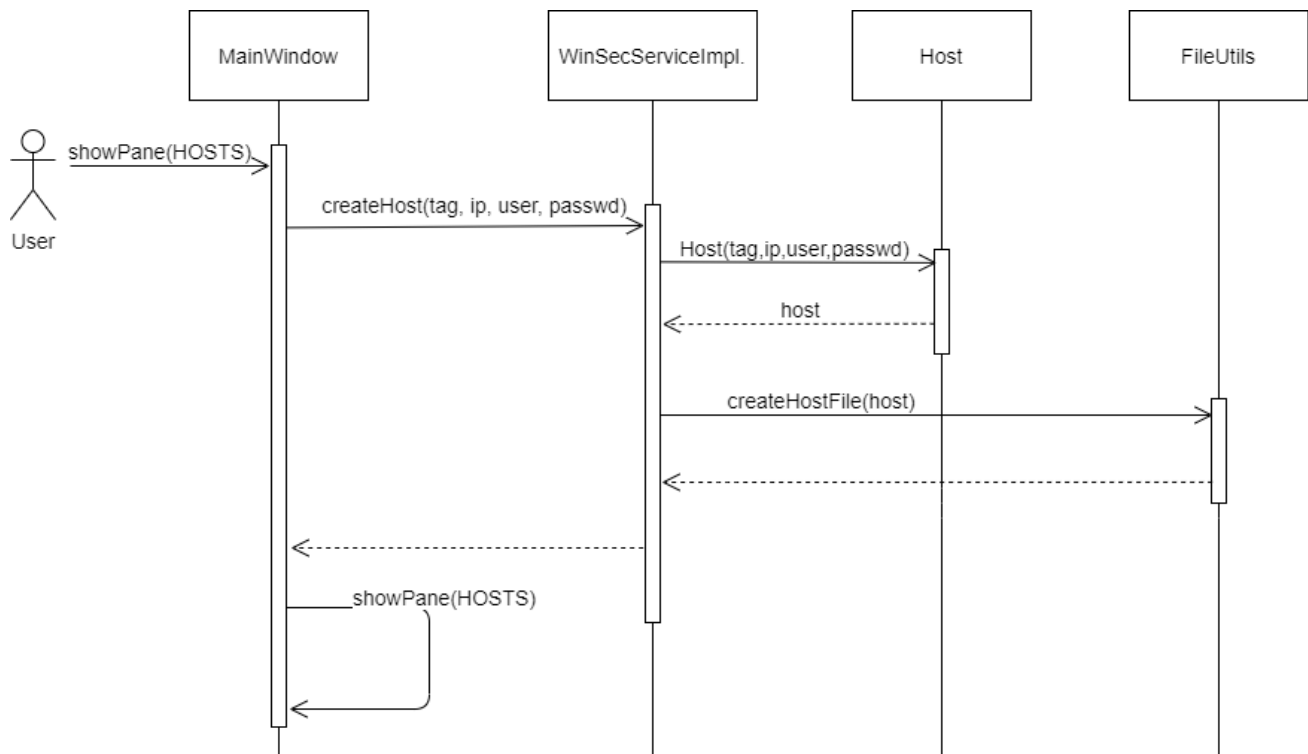 MainWindow
WinSecServiceImpl.
Host
FileUtils
showPane(HOSTS)
User
createHost(tag, ip, user, passwd)
Host(tag,ip,user,passwd)
host
createHostFile(host)
showPane(HOSTS)